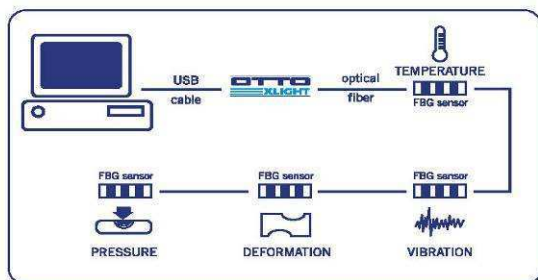 USB
cable
OTTO
XLIGHT
optical
fiber
TEMPERATURE
FBG sensor
FBG sensor
FBG sensor
FBG sensor
PRESSURE
DEFORMATION
VIBRATION